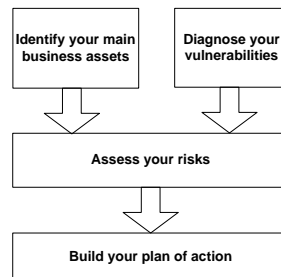 Identify your main
business assets
Diagnose your
vulnerabilities
Assess your risks
Build your plan of action